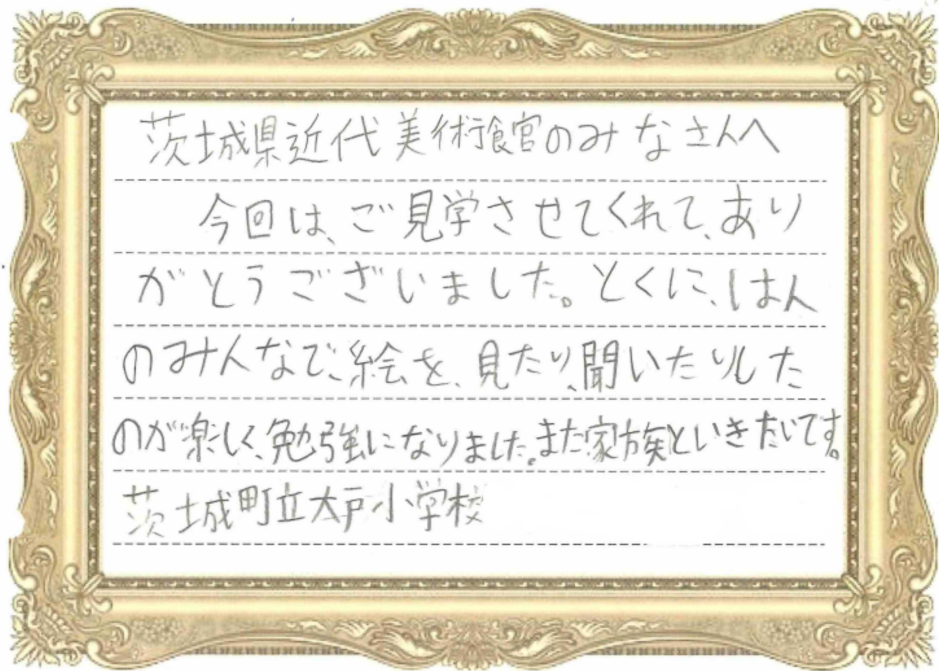 茨城県近代美術館のみなさんへ
今回は、ご見学させてくれて、あり
がとうございました。とくに、はん
のみんなで、絵を、見たり、聞いたりした
のが楽しく、勉強になりました。また家族といきたいです。
茨城町立大戸小学校